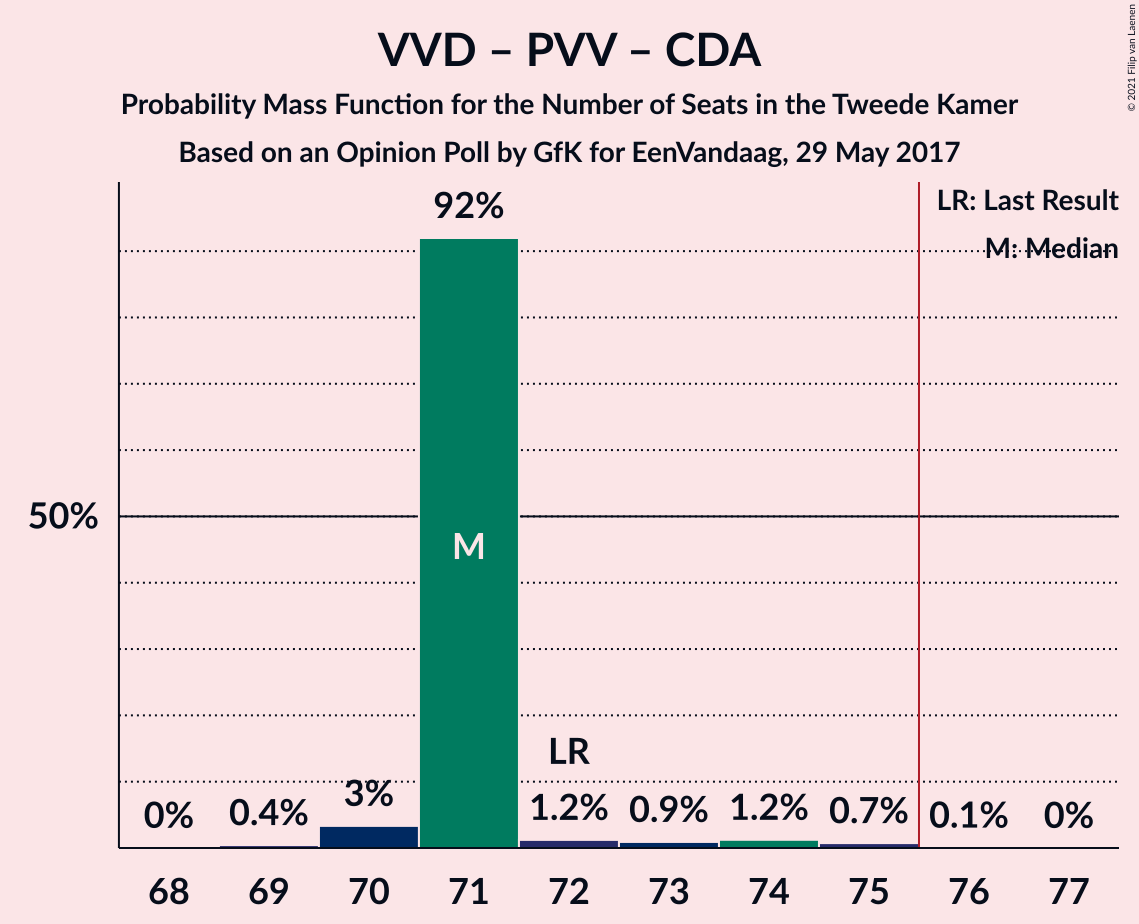 VVD – PVV – CDA
Probability Mass Function for the Number of Seats in the Tweede Kamer
Based on an Opinion Poll by GfK for EenVandaag, 29 May 2017
© 2021 Filip van Laenen
LR: Last Result
M: Median
92%
50%
M
LR
0% 0.4% 3% 1.2% 0.9% 1.2% 0.7% 0.1% 0%
68 69 70 71 72 73 74 75 76 77